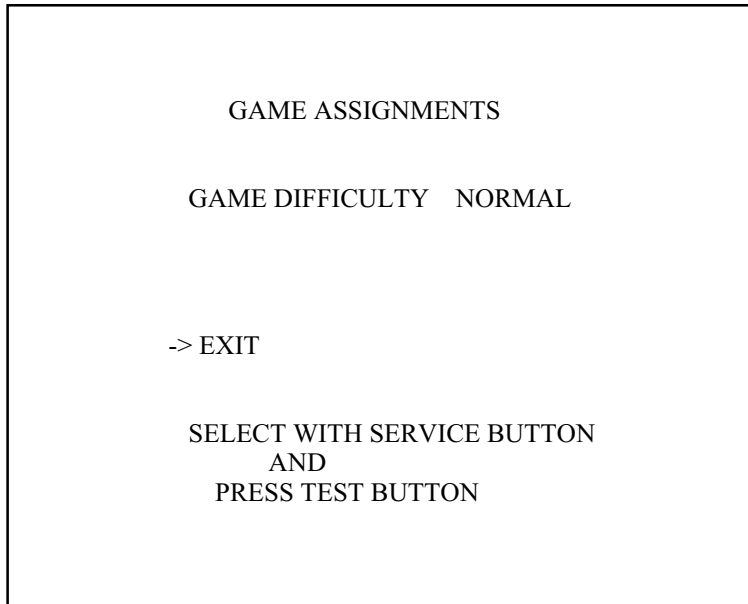 GAME ASSIGNMENTS
GAME DIFFICULTY NORMAL
-> EXIT
SELECT WITH SERVICE BUTTON
AND
PRESS TEST BUTTON